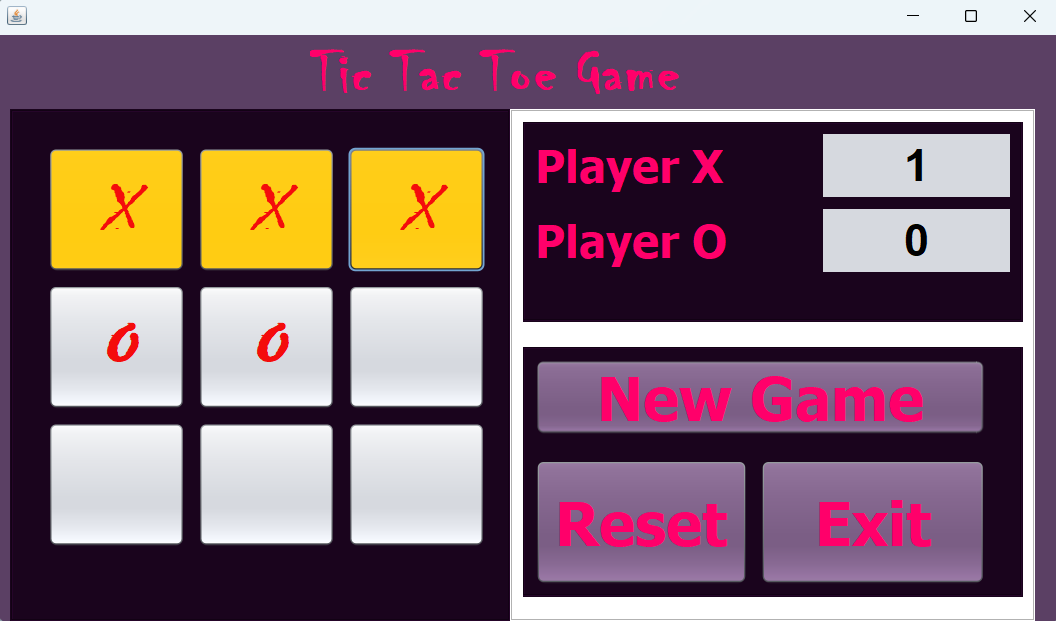 Tic Tac Toe Game
X X X
O O
Player X 1
Player O 0
New Game
Reset Exit